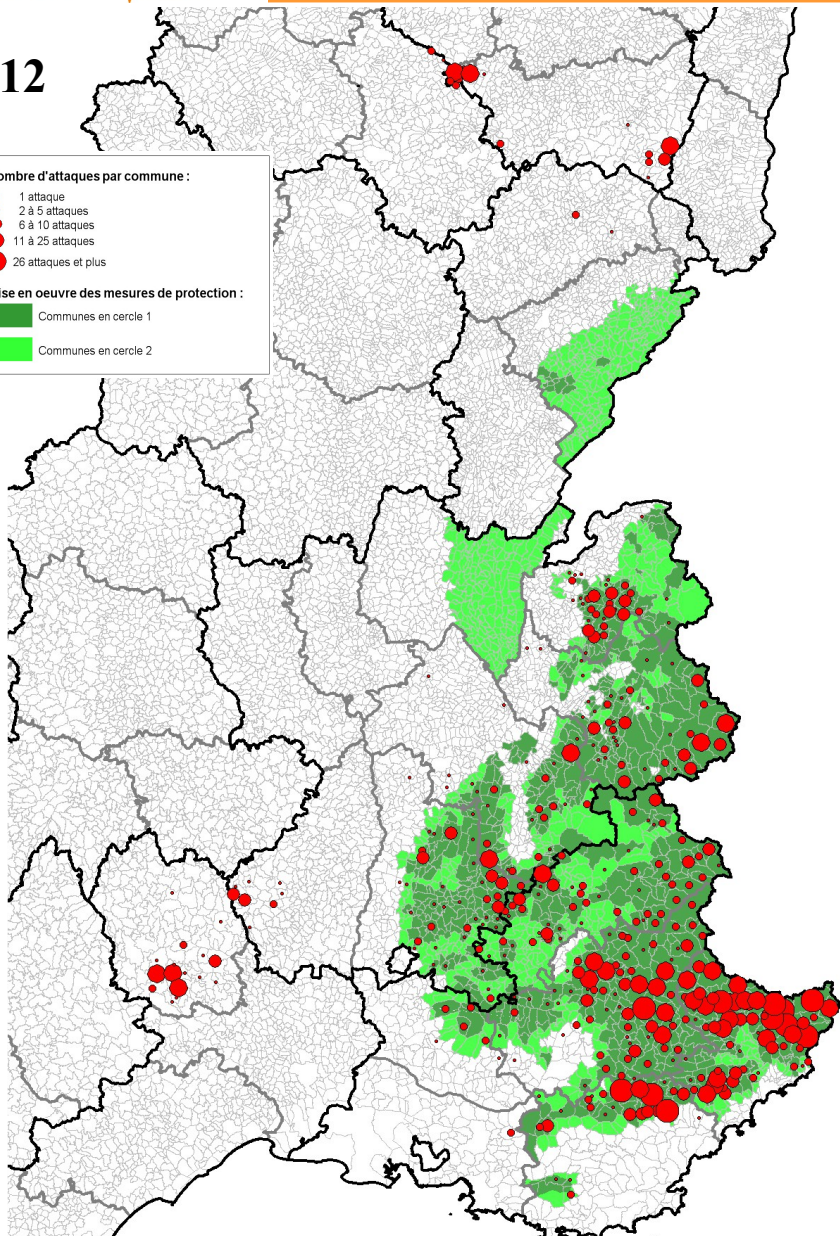 12
ombre d'attaques par commune :
1 attaque
2 à 5 attaques
6 à 10 attaques
11 à 25 attaques
26 attaques et plus
ise en oeuvre des mesures de protection :
Communes en cercle 1
Communes en cercle 2